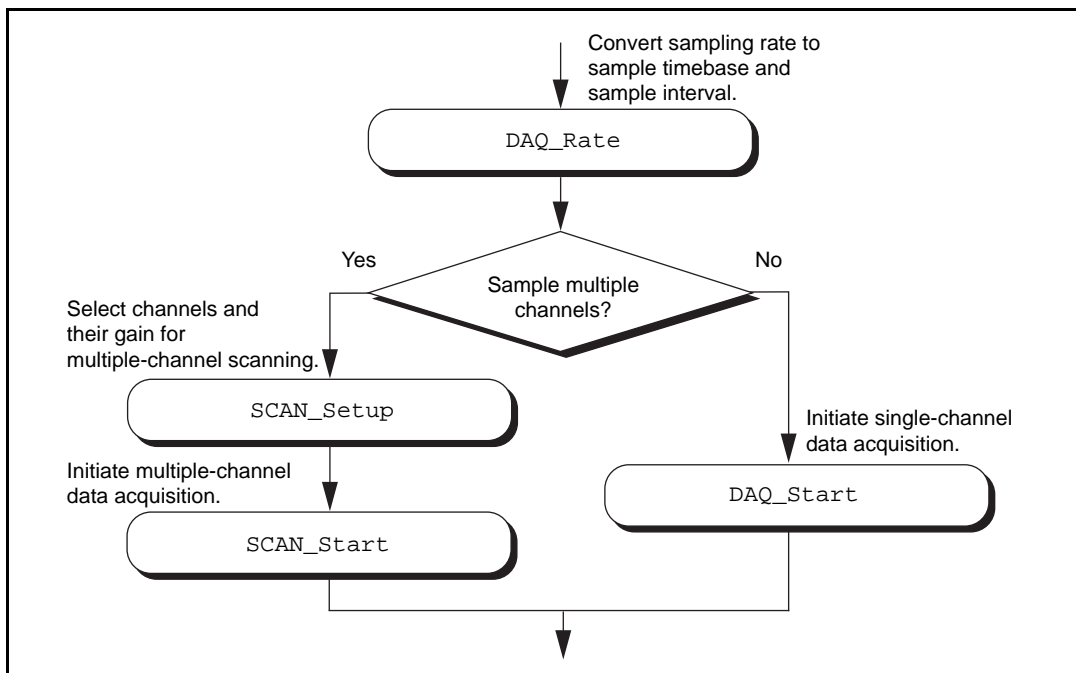 Convert sampling rate to
sample timebase and
sample interval.
DAQ_Rate
Yes
No
Sample multiple
channels?
Select channels and
their gain for
multiple-channel scanning.
SCAN_Setup
Initiate single-channel
data acquisition.
Initiate multiple-channel
data acquisition.
DAQ_Start
SCAN_Start